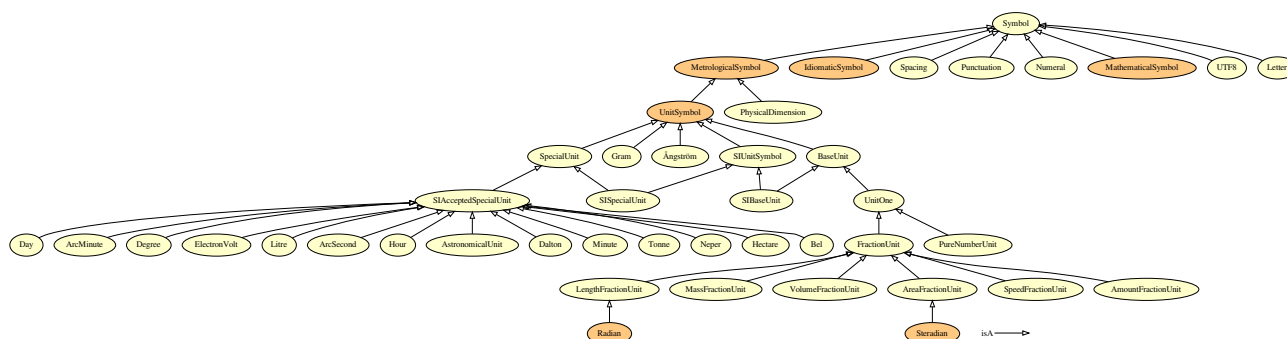 Symbol
MetrologicalSymbol IdiomaticSymbol Spacing Punctuation Numeral MathematicalSymbol UTF8 Letter
UnitSymbol PhysicalDimension
SpecialUnit Gram Ångström SIUnitSymbol BaseUnit
SIAcceptedSpecialUnit SISpecialUnit SIBaseUnit UnitOne
Day ArcMinute Degree ElectronVolt Litre ArcSecond Hour AstronomicalUnit Dalton Minute Tonne Neper Hectare Bel FractionUnit PureNumberUnit
LengthFractionUnit MassFractionUnit VolumeFractionUnit AreaFractionUnit SpeedFractionUnit AmountFractionUnit
Radian Steradian isA